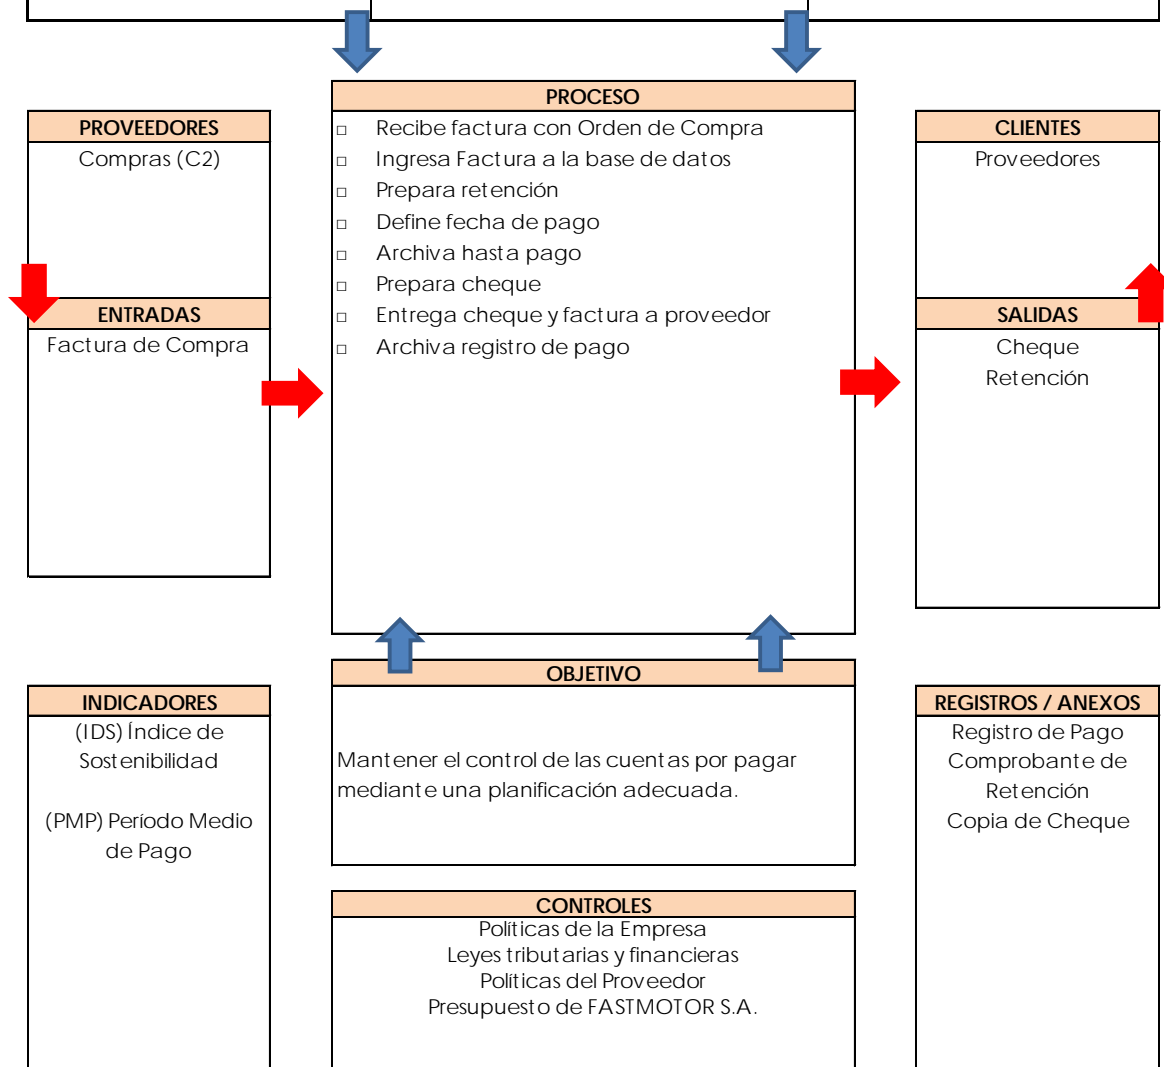 PROCESO
PROVEEDORES
Compras (C2)
□ Recibe factura con Orden de Compra
□ Ingresa Factura a la base de datos
□ Prepara retención
□ Define fecha de pago
□ Archiva hasta pago
□ Prepara cheque
□ Entrega cheque y factura a proveedor
□ Archiva registro de pago
CLIENTES
Proveedores
ENTRADAS
Factura de Compra
SALIDAS
Cheque
Retención
OBJETIVO
Mantener el control de las cuentas por pagar
mediante una planificación adecuada.
INDICADORES
(IDS) Índice de
Sostenibilidad
(PMP) Período Medio
de Pago
REGISTROS / ANEXOS
Registro de Pago
Comprobante de
Retención
Copia de Cheque
CONTROLES
Políticas de la Empresa
Leyes tributarias y financieras
Políticas del Proveedor
Presupuesto de FASTMOTOR S.A.